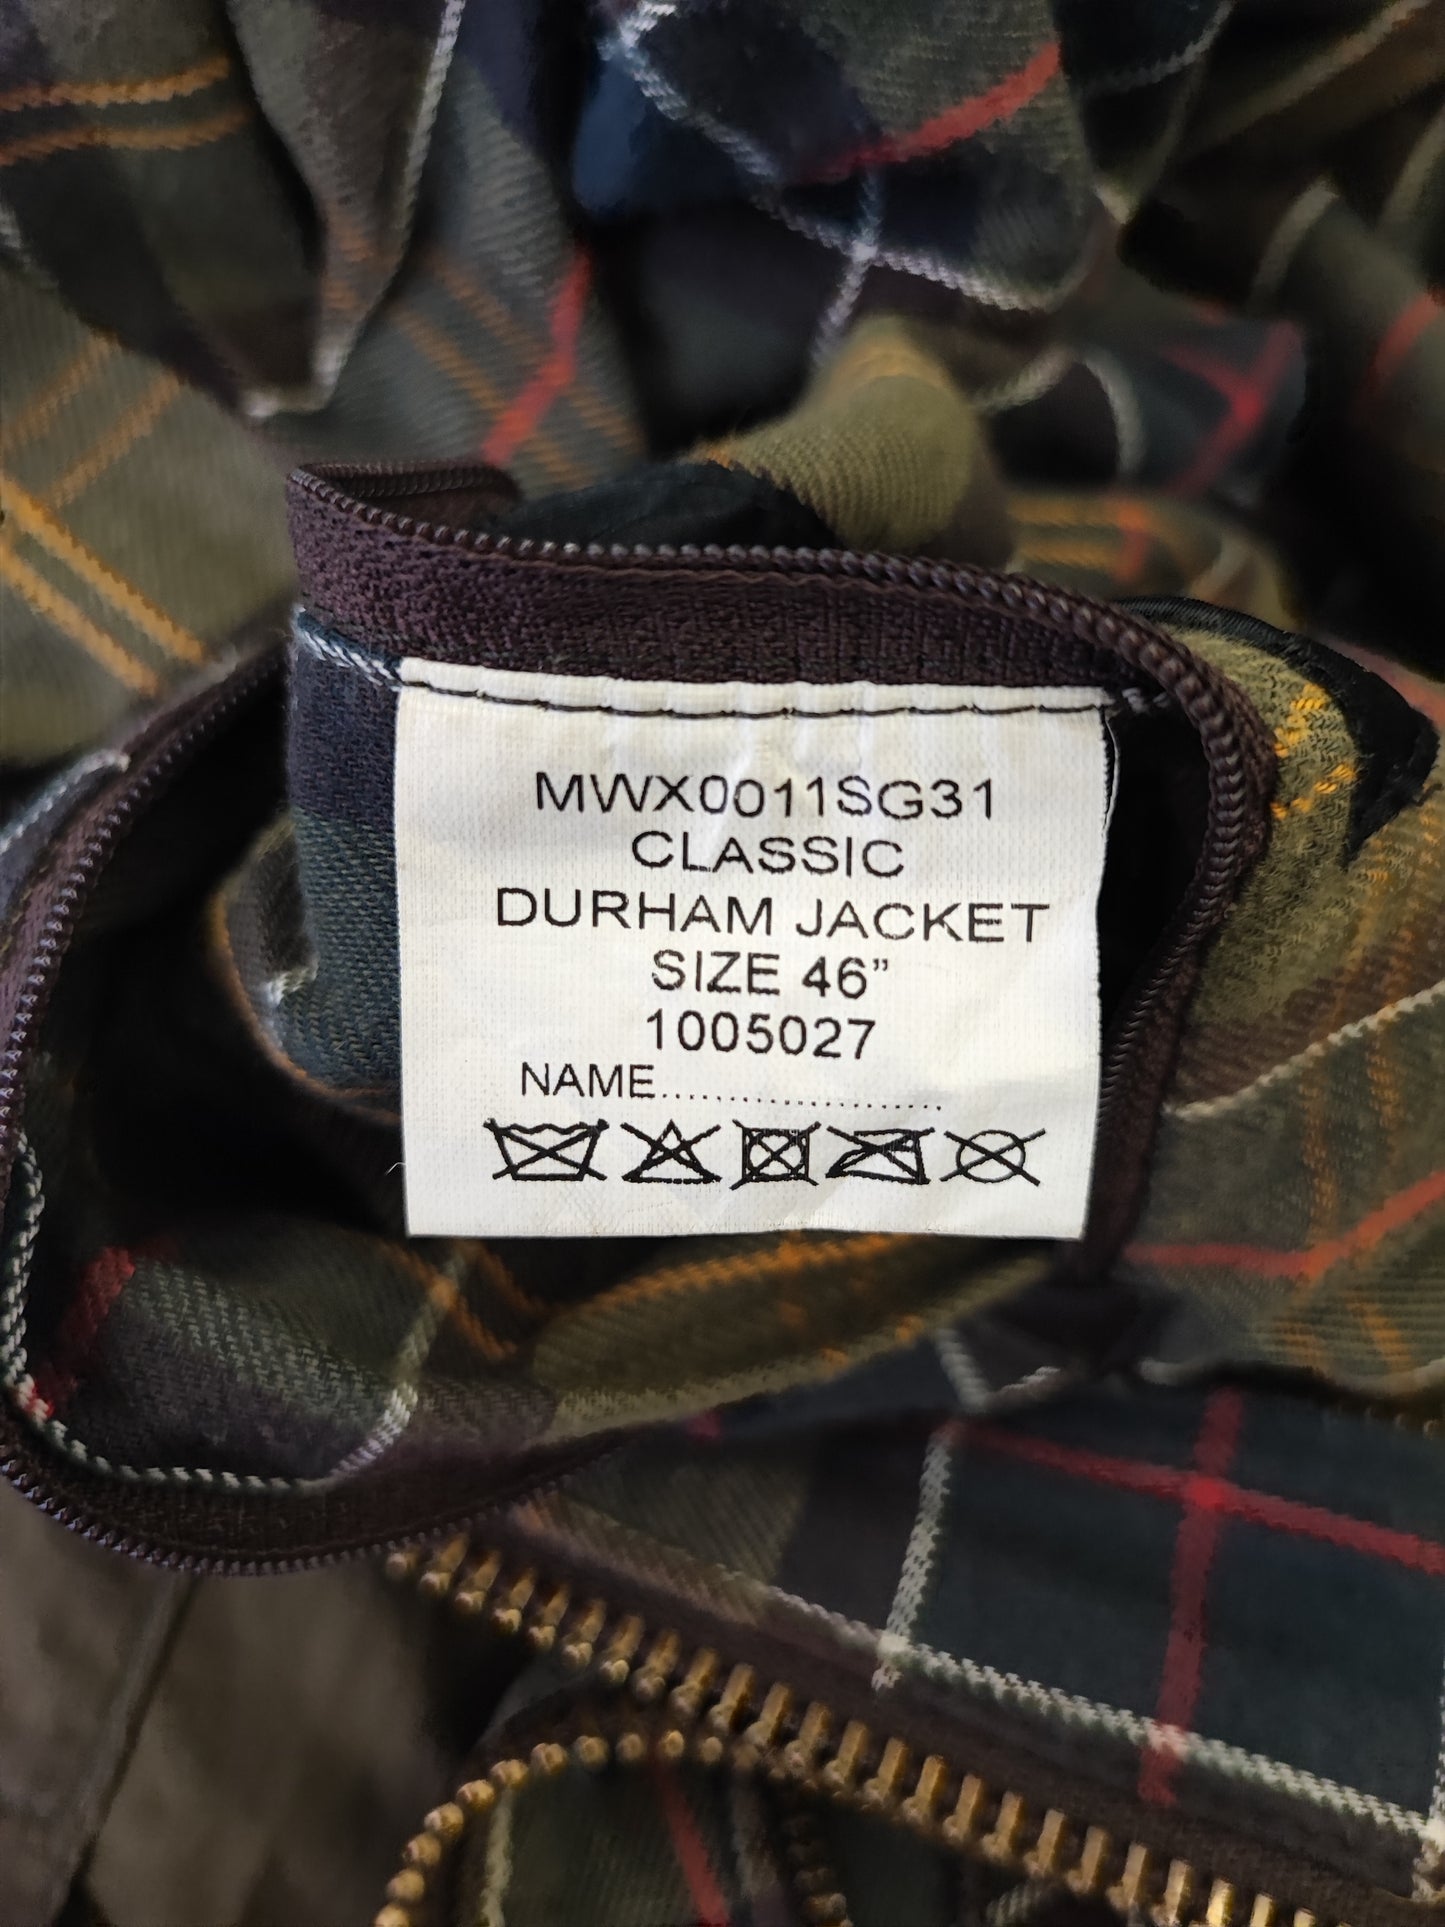 MWX0011SG31
CLASSIC
DURHAM JACKET
SIZE 46”
1005027
NAME......................